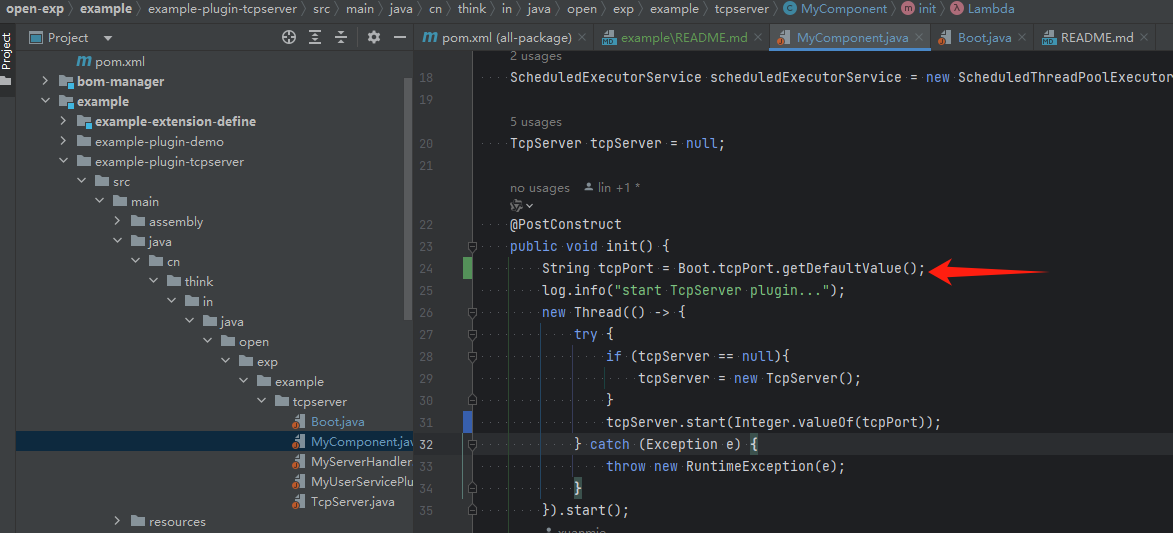 open-exp example example-plugin-tcpserver src main java cn think in java open exp example tcpserver MyComponent init Lambda
Project
Project
pom.xml (all-package)
example\README.md
MyComponent.java
Boot.java
README.md
pom.xml
bom-manager
example
example-extension-define
example-plugin-demo
example-plugin-tcpserver
src
main
assembly
java
cn
think
in
java
open
exp
example
tcpserver
Boot.java
MyComponent.jav
MyServerHandler
MyUserServicePlu
TcpServer.java
resources
2 usages
18 ScheduledExecutorService scheduledExecutorService = new ScheduledThreadPoolExecutor
19
5 usages
20 TcpServer tcpServer = null;
21
no usages lin +1 *
22 @PostConstruct
23 public void init() {
24 String tcpPort = Boot.tcpPort.getDefaultValue();
25 log.info("start TcpServer plugin...");
26 new Thread(() -> {
27 try {
28 if (tcpServer == null){
29 tcpServer = new TcpServer();
30 }
31 tcpServer.start(Integer.valueOf(tcpPort));
32 } catch (Exception e) {
33 throw new RuntimeException(e);
34 }
35 }).start();